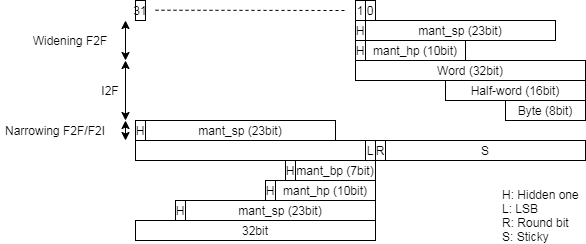 31 1 0
Widening F2F H mant_sp (23bit)
H mant_hp (10bit)
Word (32bit)
I2F Half-word (16bit)
Byte (8bit)
Narrowing F2F/F2I H mant_sp (23bit)
L R S
H mant_bp (7bit)
H mant_hp (10bit)
H mant_sp (23bit)
32bit
H: Hidden one
L: LSB
R: Round bit
S: Sticky